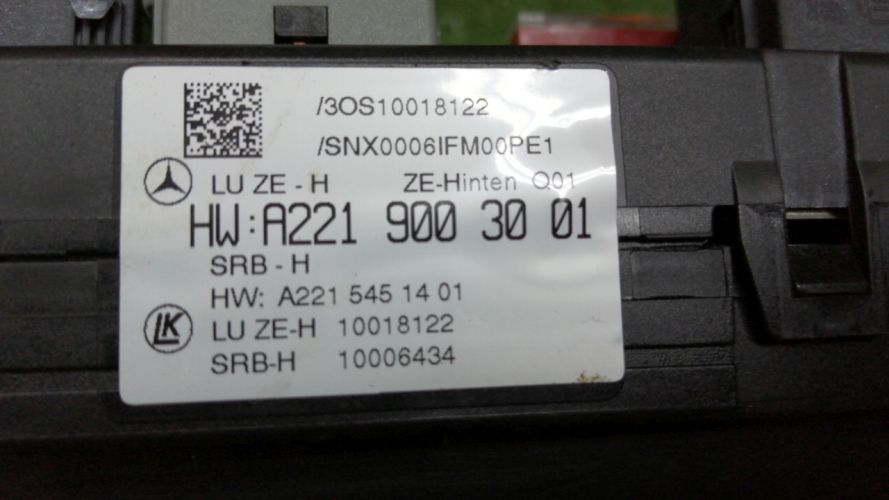 /3OS10018122
/SNX0006IFM00PE1
LU ZE - H ZE-Hinten Q01
HW:A221 900 30 01
SRB - H
HW: A221 545 14 01
LK
LU ZE-H 10018122
SRB-H 10006434